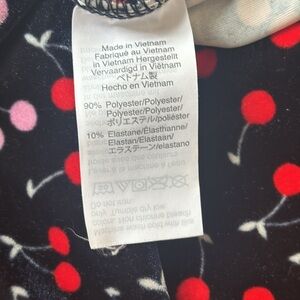 Made in Vietnam
Fabriqué au Vietnam
in Vietnam Hergestellt
Vervaardigd in Viëtnam
ベトナム製
Hecho en Vietnam
90% Polyester/Polyester/
Polyester/Polyester/
ポリエステル/poliéster
10% Elastane/Élasthanne/
Elastan/Elastaan/
エラステーン/elastano